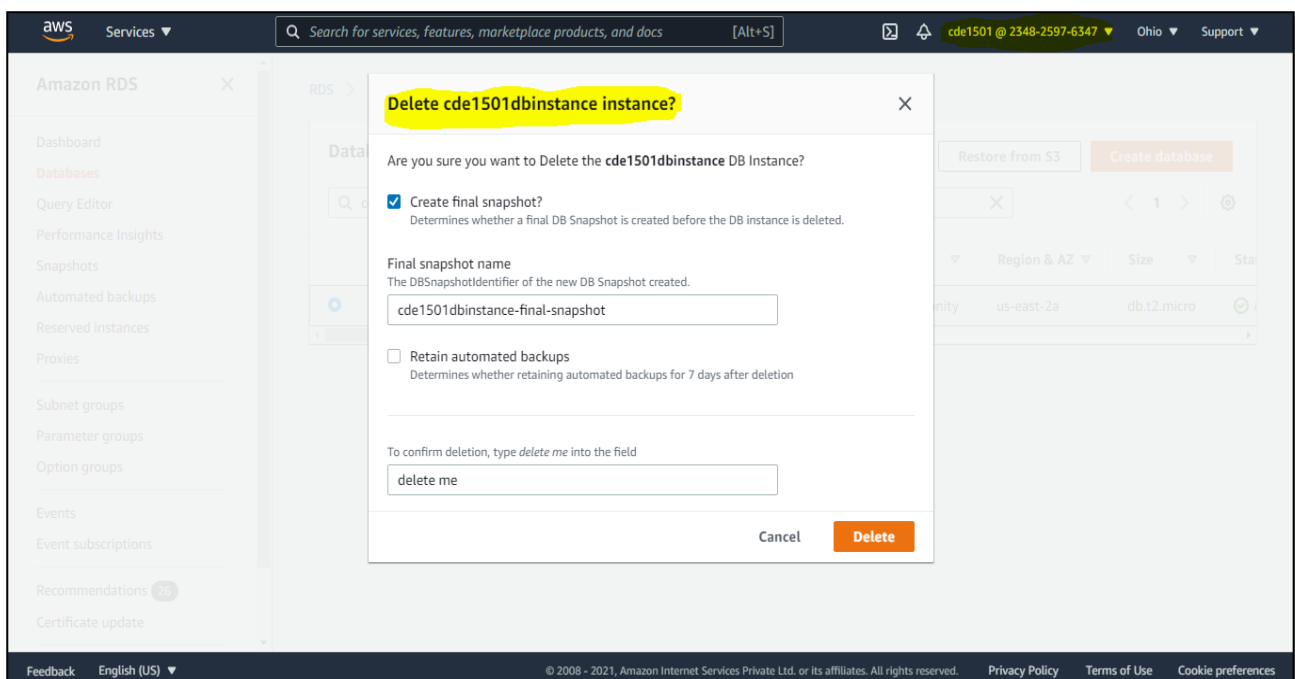 aws
Services ▼
Search for services, features, marketplace products, and docs [Alt+S]
cde1501 @ 2348-2597-6347 ▼
Ohio ▼
Support ▼
Amazon RDS
Dashboard
Databases
Query Editor
Performance Insights
Snapshots
Automated backups
Reserved instances
Proxies
Subnet groups
Parameter groups
Option groups
Events
Event subscriptions
Recommendations 26
Certificate update
RDS >
Restore from S3
Create database
1
Region & AZ
Size
us-east-2a
db.t2.micro
Delete cde1501dbinstance instance?
Are you sure you want to Delete the cde1501dbinstance DB Instance?
Create final snapshot?
Determines whether a final DB Snapshot is created before the DB instance is deleted.
Final snapshot name
The DBSnapshotIdentifier of the new DB Snapshot created.
cde1501dbinstance-final-snapshot
Retain automated backups
Determines whether retaining automated backups for 7 days after deletion
To confirm deletion, type delete me into the field
delete me
Cancel
Delete
Feedback
English (US) ▼
© 2008 - 2021, Amazon Internet Services Private Ltd. or its affiliates. All rights reserved.
Privacy Policy
Terms of Use
Cookie preferences